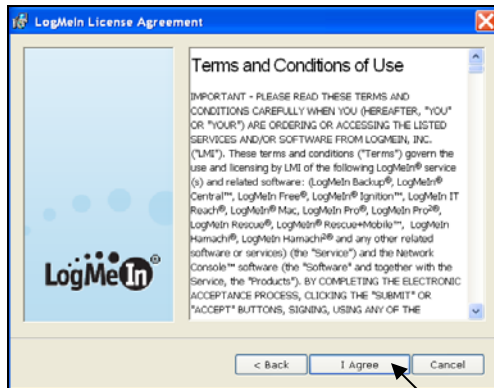 LogMeIn License Agreement
Terms and Conditions of Use
IMPORTANT - PLEASE READ THESE TERMS AND
CONDITIONS CAREFULLY WHEN YOU (HEREAFTER, "YOU"
OR "YOUR") ARE ORDERING OR ACCESSING THE LISTED
SERVICES AND/OR SOFTWARE FROM LOGMEIN, INC.
("LMI"). These terms and conditions ("Terms") govern the
use and licensing by LMI of the following LogMeIn® service
(s) and related software: (LogMeIn Backup®, LogMeIn®
Central™, LogMeIn Free®, LogMeIn® Ignition™, LogMeIn IT
Reach®, LogMeIn® Mac, LogMeIn Pro®, LogMeIn Pro²®,
LogMeIn Rescue®, LogMeIn® Rescue+Mobile™, LogMeIn
Hamachi®, LogMeIn Hamachi²® and any other related
software or services) (the "Service") and the Network
Console™ software (the "Software" and together with the
Service, the "Products"). BY COMPLETING THE ELECTRONIC
ACCEPTANCE PROCESS, CLICKING THE "SUBMIT" OR
"ACCEPT" BUTTONS, SIGNING, USING ANY OF THE
LogMeIn®
< Back
I Agree
Cancel